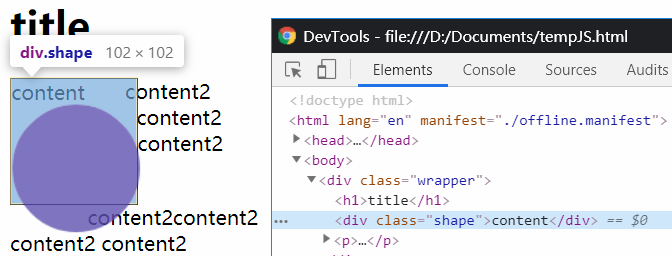 title
div.shape 102 × 102
content content2
content2
content2
content2content2
content2 content2
DevTools - file:///D:/Documents/tempJS.html
Elements Console Sources Audits
<!doctype html>
<html lang="en" manifest="./offline.manifest">
▶<head>…</head>
▼<body>
▼<div class="wrapper">
<h1>title</h1>
… <div class="shape">content</div> == $0
▶<p>…</p>